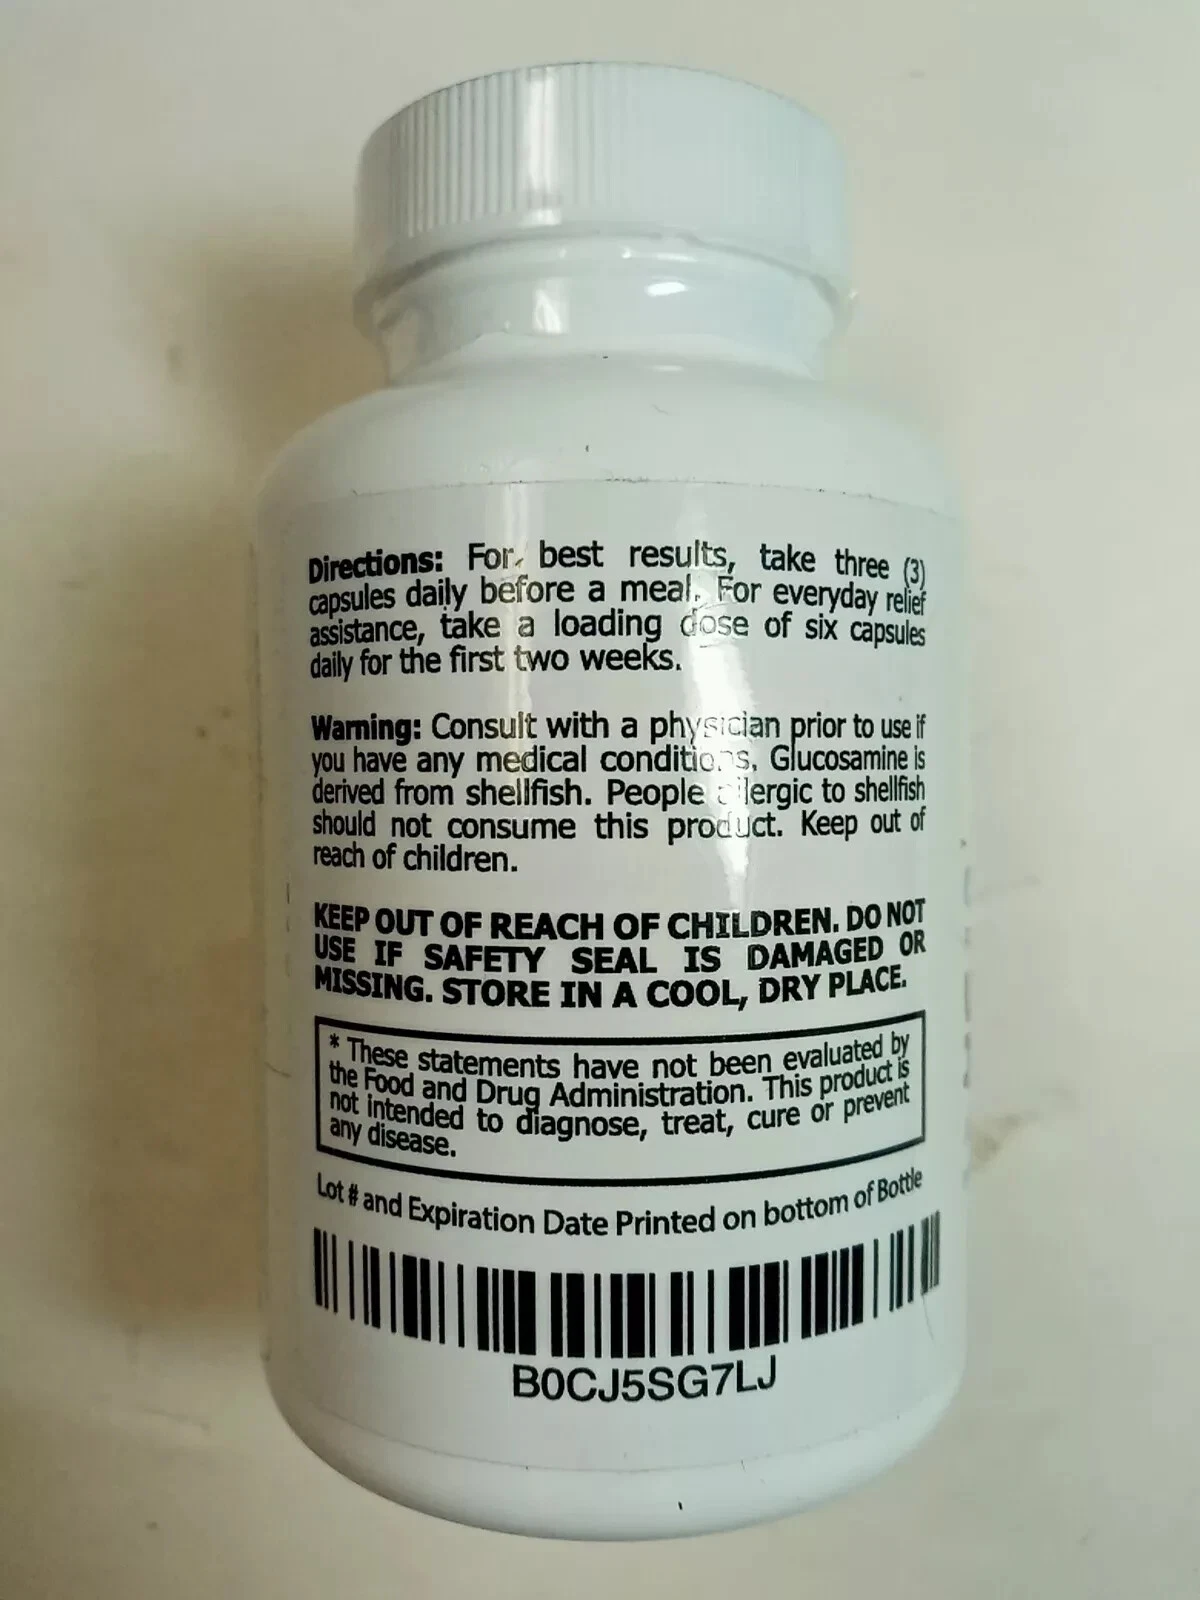 Directions: For best results, take three (3)
capsules daily before a meal. For everyday relief
assistance, take a loading dose of six capsules
daily for the first two weeks.
Warning: Consult with a physician prior to use if
you have any medical conditions. Glucosamine is
derived from shellfish. People allergic to shellfish
should not consume this product. Keep out of
reach of children.
KEEP OUT OF REACH OF CHILDREN. DO NOT
USE IF SAFETY SEAL IS DAMAGED OR
MISSING. STORE IN A COOL, DRY PLACE.
* These statements have not been evaluated by
the Food and Drug Administration. This product is
not intended to diagnose, treat, cure or prevent
any disease.
Lot # and Expiration Date Printed on bottom of Bottle
B0CJ5SG7LJ